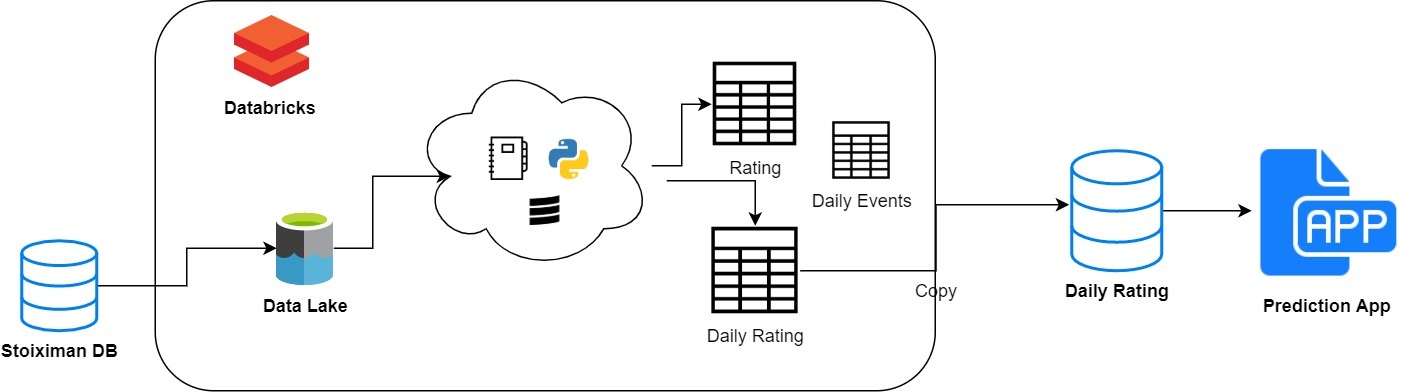 Databricks
Rating
Daily Events
Data Lake
Copy
Daily Rating
Daily Rating
APP
Prediction App
Stoiximan DB